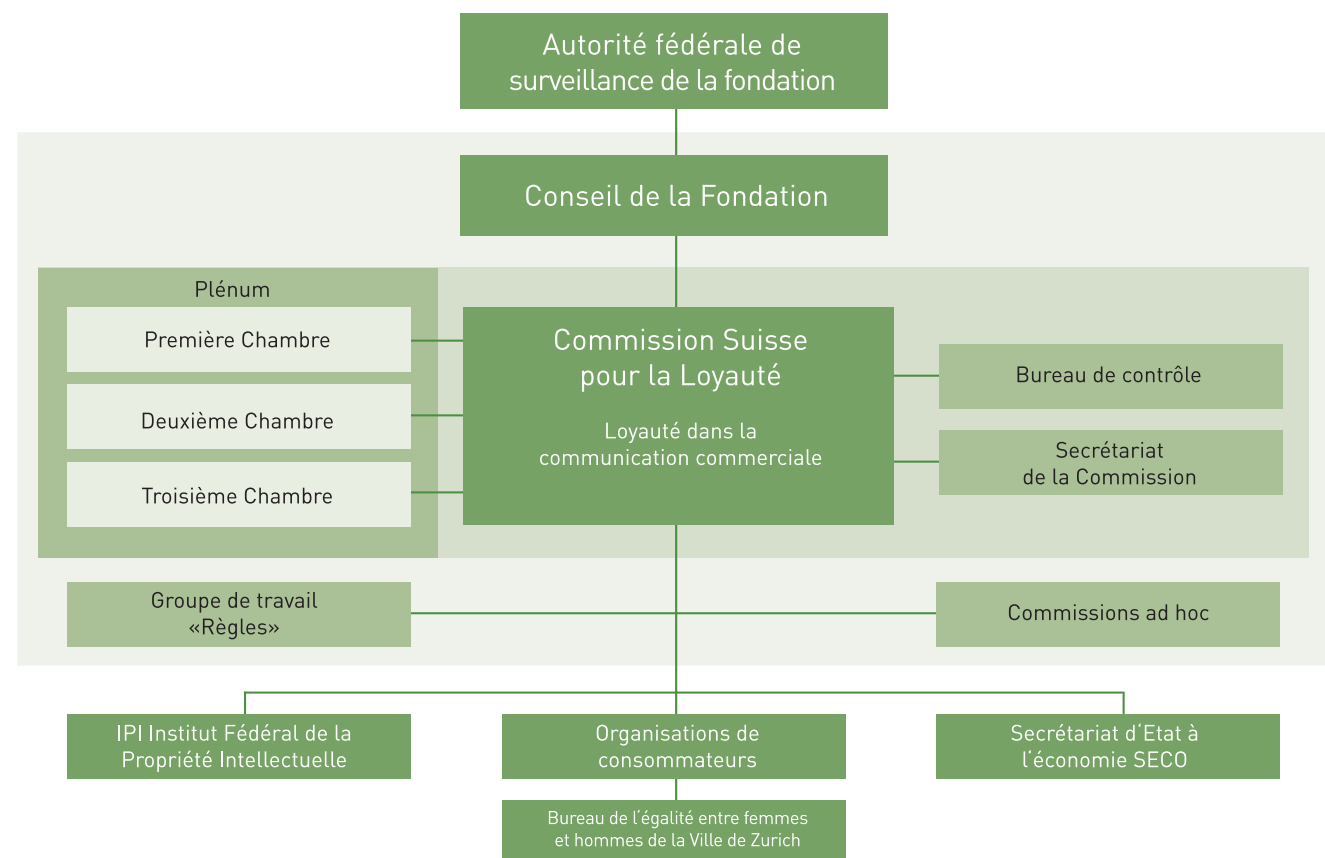 Autorité fédérale de
surveillance de la fondation
Conseil de la Fondation
Plénum
Première Chambre
Deuxième Chambre
Troisième Chambre
Commission Suisse
pour la Loyauté
Loyauté dans la
communication commerciale
Bureau de contrôle
Secrétariat
de la Commission
Groupe de travail
«Règles»
Commissions ad hoc
IPI Institut Fédéral de la
Propriété Intellectuelle
Organisations de
consommateurs
Secrétariat d‘Etat à
l‘économie SECO
Bureau de l‘égalité entre femmes
et hommes de la Ville de Zurich